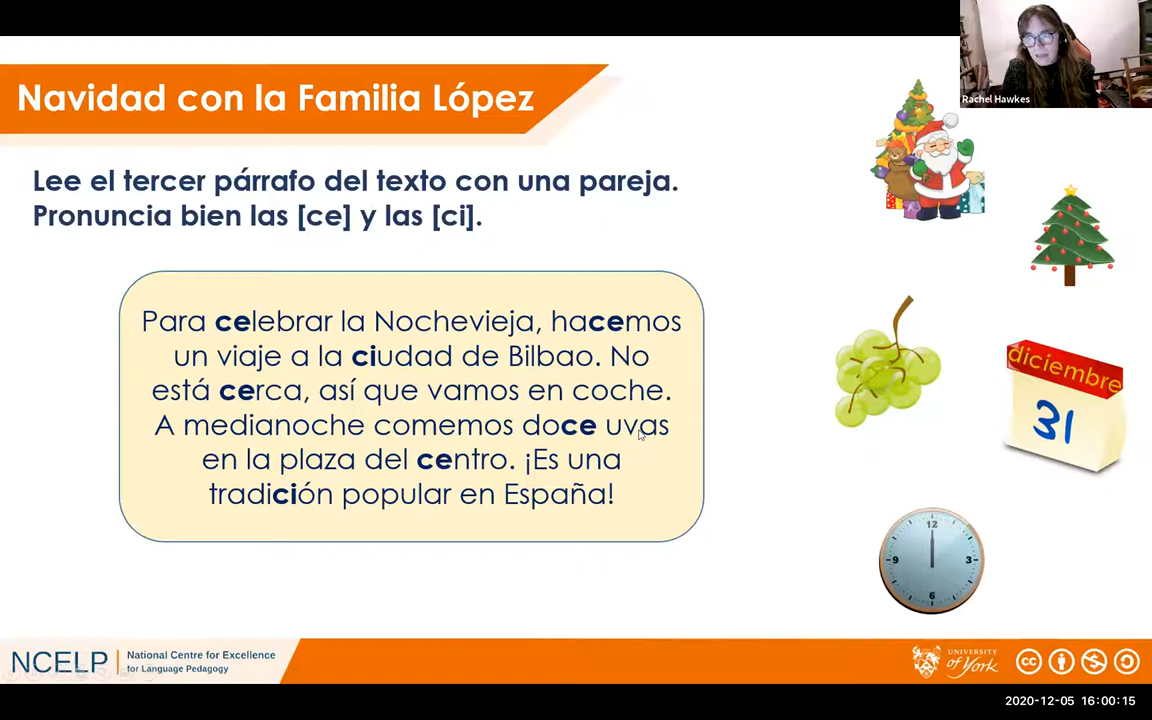 Rachel Hawkes
Navidad con la Familia López
Lee el tercer párrafo del texto con una pareja.
Pronuncia bien las [ce] y las [ci].
Para celebrar la Nochevieja, hacemos
un viaje a la ciudad de Bilbao. No
está cerca, así que vamos en coche.
A medianoche comemos doce uvas
en la plaza del centro. ¡Es una
tradición popular en España!
diciembre
31
12
9
3
6
NCELP
National Centre for Excellence
for Language Pedagogy
UNIVERSITY
of York
cc
2020-12-05 16:00:15